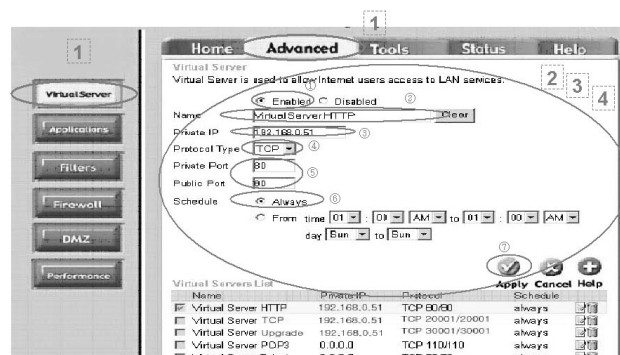 1
1
Home Advanced Tools Status Help
Virtual Server
Virtual Server is used to allow Internet users access to LAN services.
2 3 4
VirtualServer
Applications
Filters
Firewall
DMZ
Performance
①
Enabled Disabled ②
Name Virtual Server HTTP Clear
Private IP 192.168.0.51 ③
Protocol Type TCP ④
Private Port 80
⑤
Public Port 80
Schedule Always ⑥
From time 01 : 00 AM to 01 : 00 AM
day Sun to Sun
⑦
Apply Cancel Help
Virtual Servers List
Name Private IP Protocol Schedule
Virtual Server HTTP 192.168.0.51 TCP 80/80 always
Virtual Server TCP 192.168.0.51 TCP 20001/20001 always
Virtual Server Upgrade 192.168.0.51 TCP 30001/30001 always
Virtual Server POP3 0.0.0.0 TCP 110/110 always